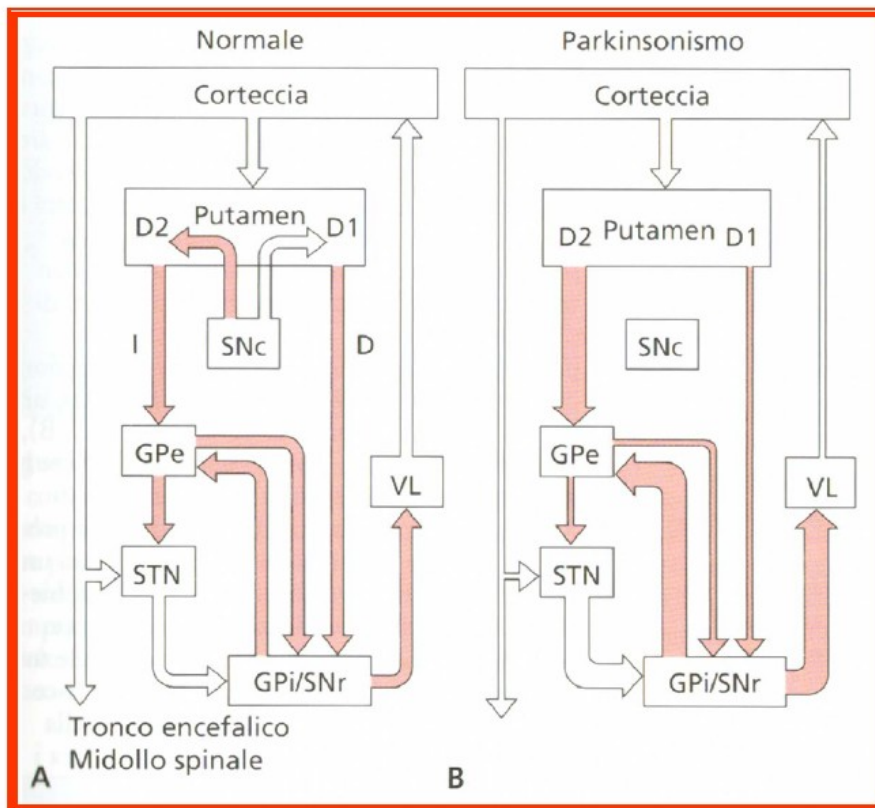 Normale
Corteccia
Putamen
D2
D1
SNc
I
D
GPe
VL
STN
GPi/SNr
Tronco encefalico
Midollo spinale
A
Parkinsonismo
Corteccia
D2 Putamen D1
SNc
GPe
VL
STN
GPi/SNr
B